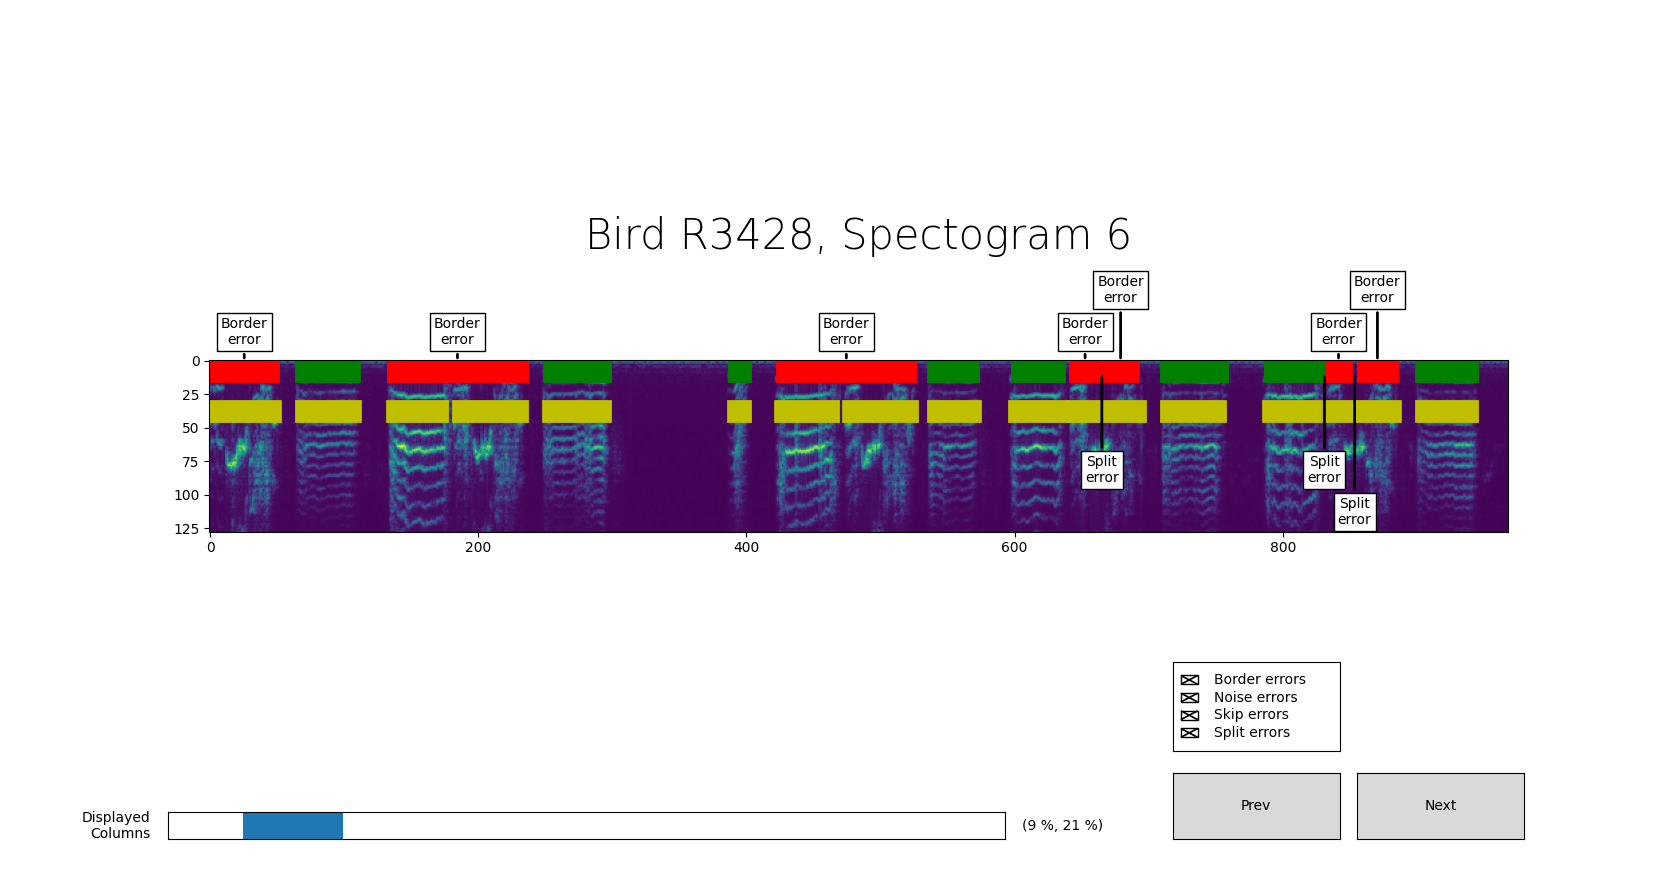 Bird R3428, Spectogram 6
Border
error
Border
error
Border
error
Border
error
Border
error
Border
error
Border
error
0
25
50
75
100
125
Split
error
Split
error
Split
error
0
200
400
600
800
Border errors
Noise errors
Skip errors
Split errors
Prev
Next
Displayed
Columns
(9 %, 21 %)